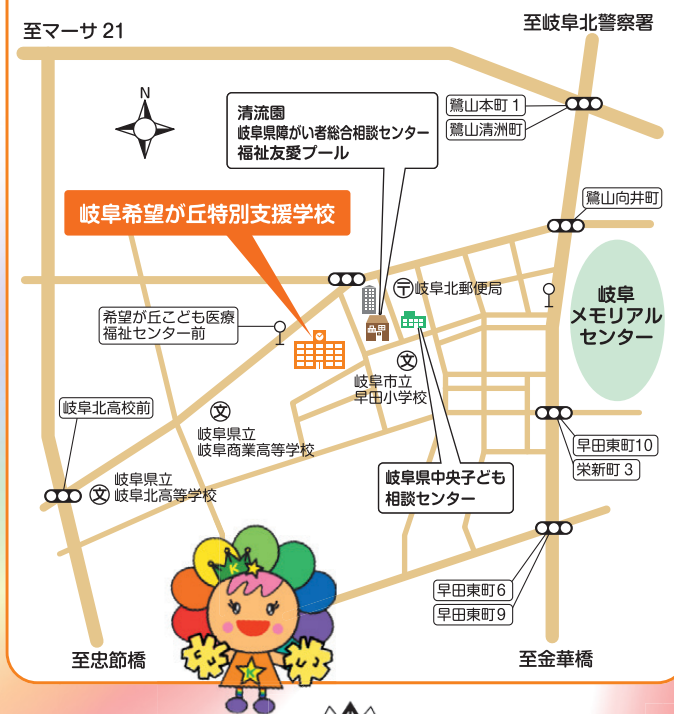 至マーサ21
至岐阜北警察署
N
清流園
岐阜県障がい者総合相談センター
福祉友愛プール
鷺山本町1
鷺山清洲町
鷺山向井町
岐阜希望が丘特別支援学校
〒岐阜北郵便局
岐阜
メモリアル
センター
希望が丘こども医療
福祉センター前
文
岐阜市立
早田小学校
岐阜北高校前
文
岐阜県立
岐阜商業高等学校
早田東町10
栄新町3
文
岐阜県立
岐阜北高等学校
岐阜県中央子ども
相談センター
K
早田東町6
早田東町9
K
至忠節橋
至金華橋